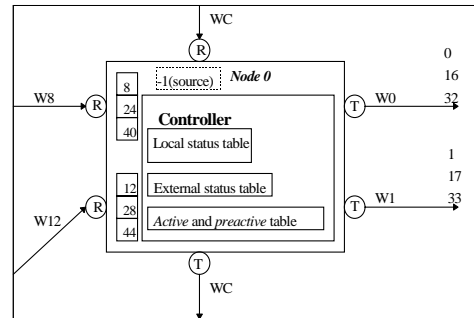 WC
R
-1(source)
Node 0
0
16
32
W8
R
8
24
40
T
W0
Controller
Local status table
1
17
33
R
W12
12
28
44
External status table
T
W1
Active and preactive table
T
WC